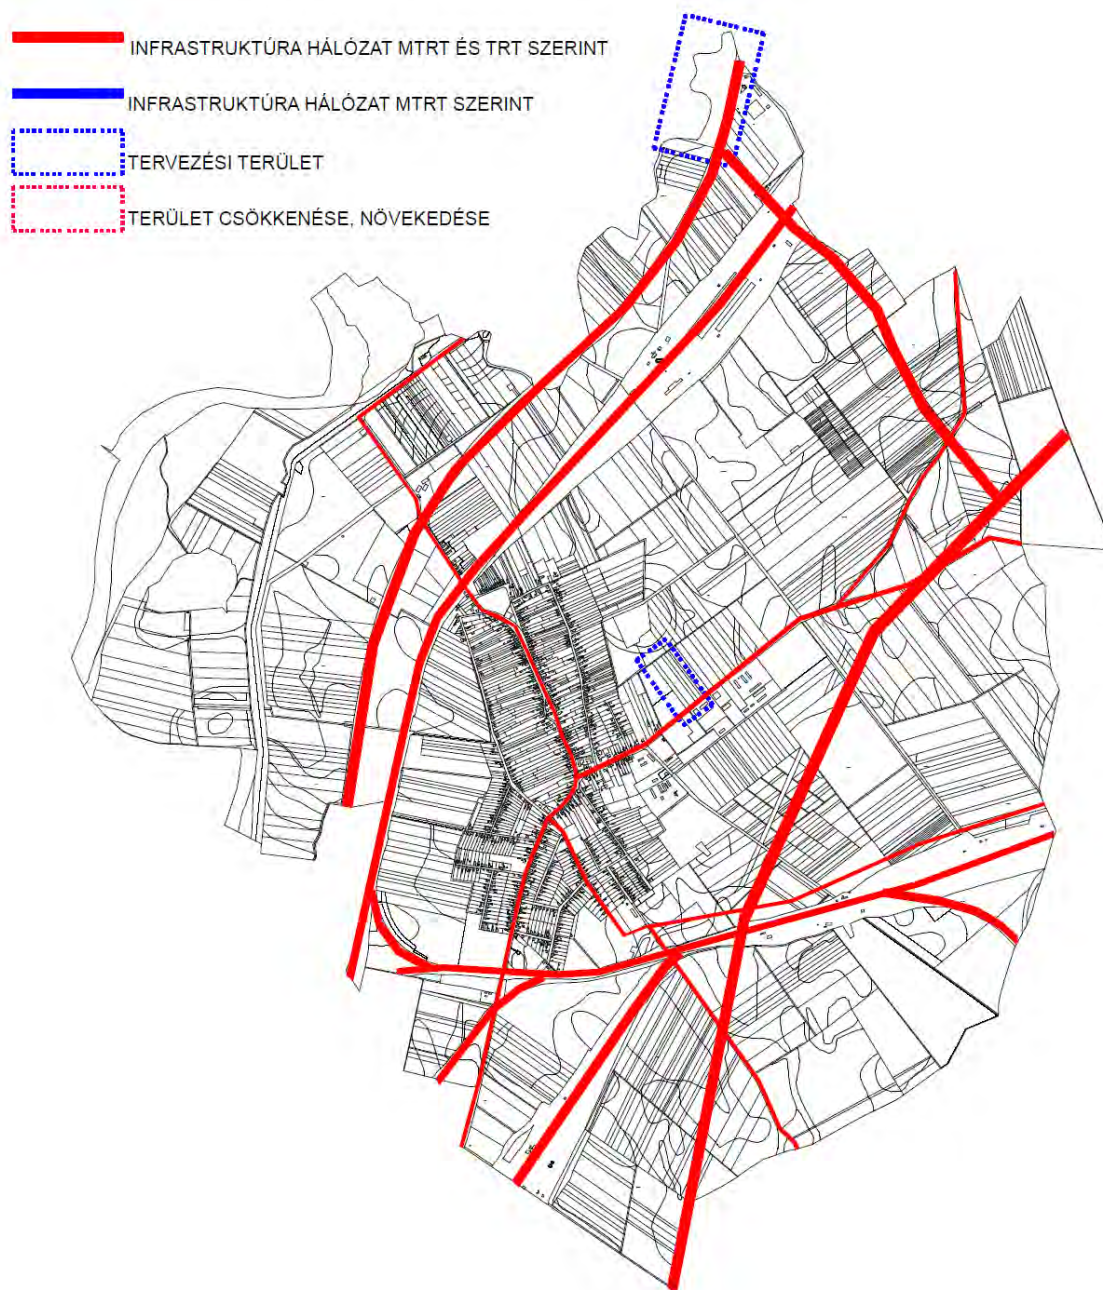 INFRASTRUKTÚRA HÁLÓZAT MTRT ÉS TRT SZERINT
INFRASTRUKTÚRA HÁLÓZAT MTRT SZERINT
TERVEZÉSI TERÜLET
TERÜLET CSÖKKENÉSE, NÖVEKEDÉSE